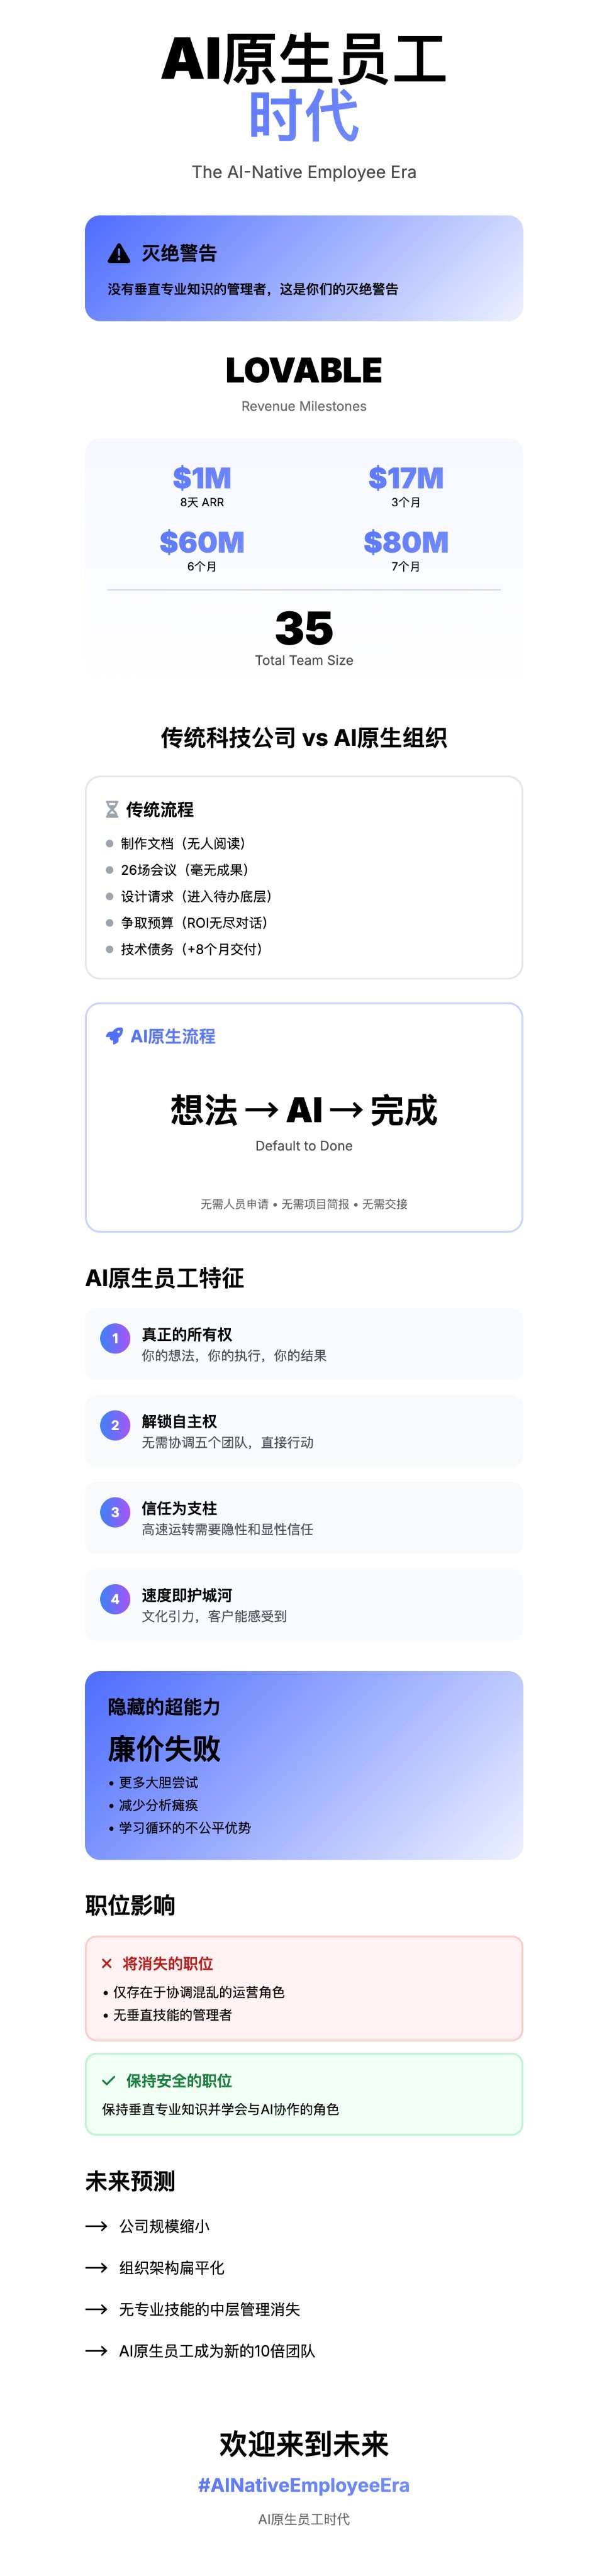 AI原生员工
时代
The AI-Native Employee Era
灭绝警告
没有垂直专业知识的管理者，这是你们的灭绝警告
LOVABLE
Revenue Milestones
$1M
8天 ARR
$17M
3个月
$60M
6个月
$80M
7个月
35
Total Team Size
传统科技公司 vs AI原生组织
传统流程
制作文档（无人阅读）
26场会议（毫无成果）
设计请求（进入待办底层）
争取预算（ROI无尽对话）
技术债务（+8个月交付）
AI原生流程
想法 → AI → 完成
Default to Done
无需人员申请 • 无需项目简报 • 无需交接
AI原生员工特征
1
真正的所有权
你的想法，你的执行，你的结果
2
解锁自主权
无需协调五个团队，直接行动
3
信任为支柱
高速运转需要隐性和显性信任
4
速度即护城河
文化引力，客户能感受到
隐藏的超能力
廉价失败
• 更多大胆尝试
• 减少分析瘫痪
• 学习循环的不公平优势
职位影响
将消失的职位
• 仅存在于协调混乱的运营角色
• 无垂直技能的管理者
保持安全的职位
保持垂直专业知识并学会与AI协作的角色
未来预测
→ 公司规模缩小
→ 组织架构扁平化
→ 无专业技能的中层管理消失
→ AI原生员工成为新的10倍团队
欢迎来到未来
#AINativeEmployeeEra
AI原生员工时代